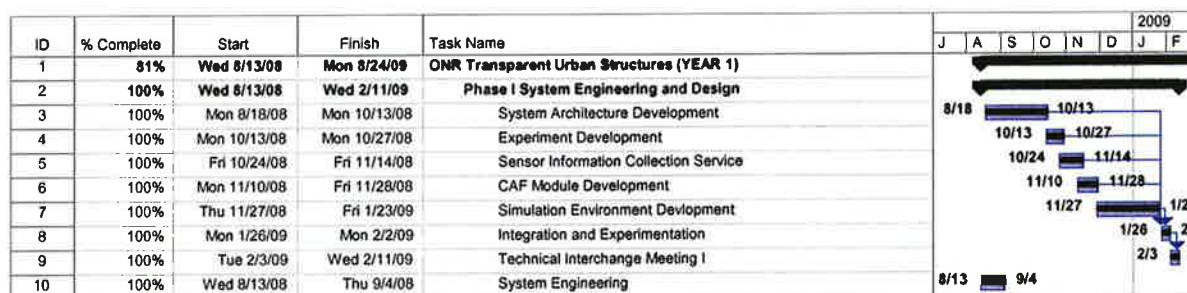 2009
ID % Complete Start Finish Task Name J A S O N D J F
1 81% Wed 8/13/08 Mon 8/24/09 ONR Transparent Urban Structures (YEAR 1)
2 100% Wed 8/13/08 Wed 2/11/09 Phase I System Engineering and Design
3 100% Mon 8/18/08 Mon 10/13/08 System Architecture Development 8/18 10/13
4 100% Mon 10/13/08 Mon 10/27/08 Experiment Development 10/13 10/27
5 100% Fri 10/24/08 Fri 11/14/08 Sensor Information Collection Service 10/24 11/14
6 100% Mon 11/10/08 Fri 11/28/08 CAF Module Development 11/10 11/28
7 100% Thu 11/27/08 Fri 1/23/09 Simulation Environment Devlopment 11/27 1/2
8 100% Mon 1/26/09 Mon 2/2/09 Integration and Experimentation 1/26 2
9 100% Tue 2/3/09 Wed 2/11/09 Technical Interchange Meeting I 2/3
10 100% Wed 8/13/08 Thu 9/4/08 System Engineering 8/13 9/4